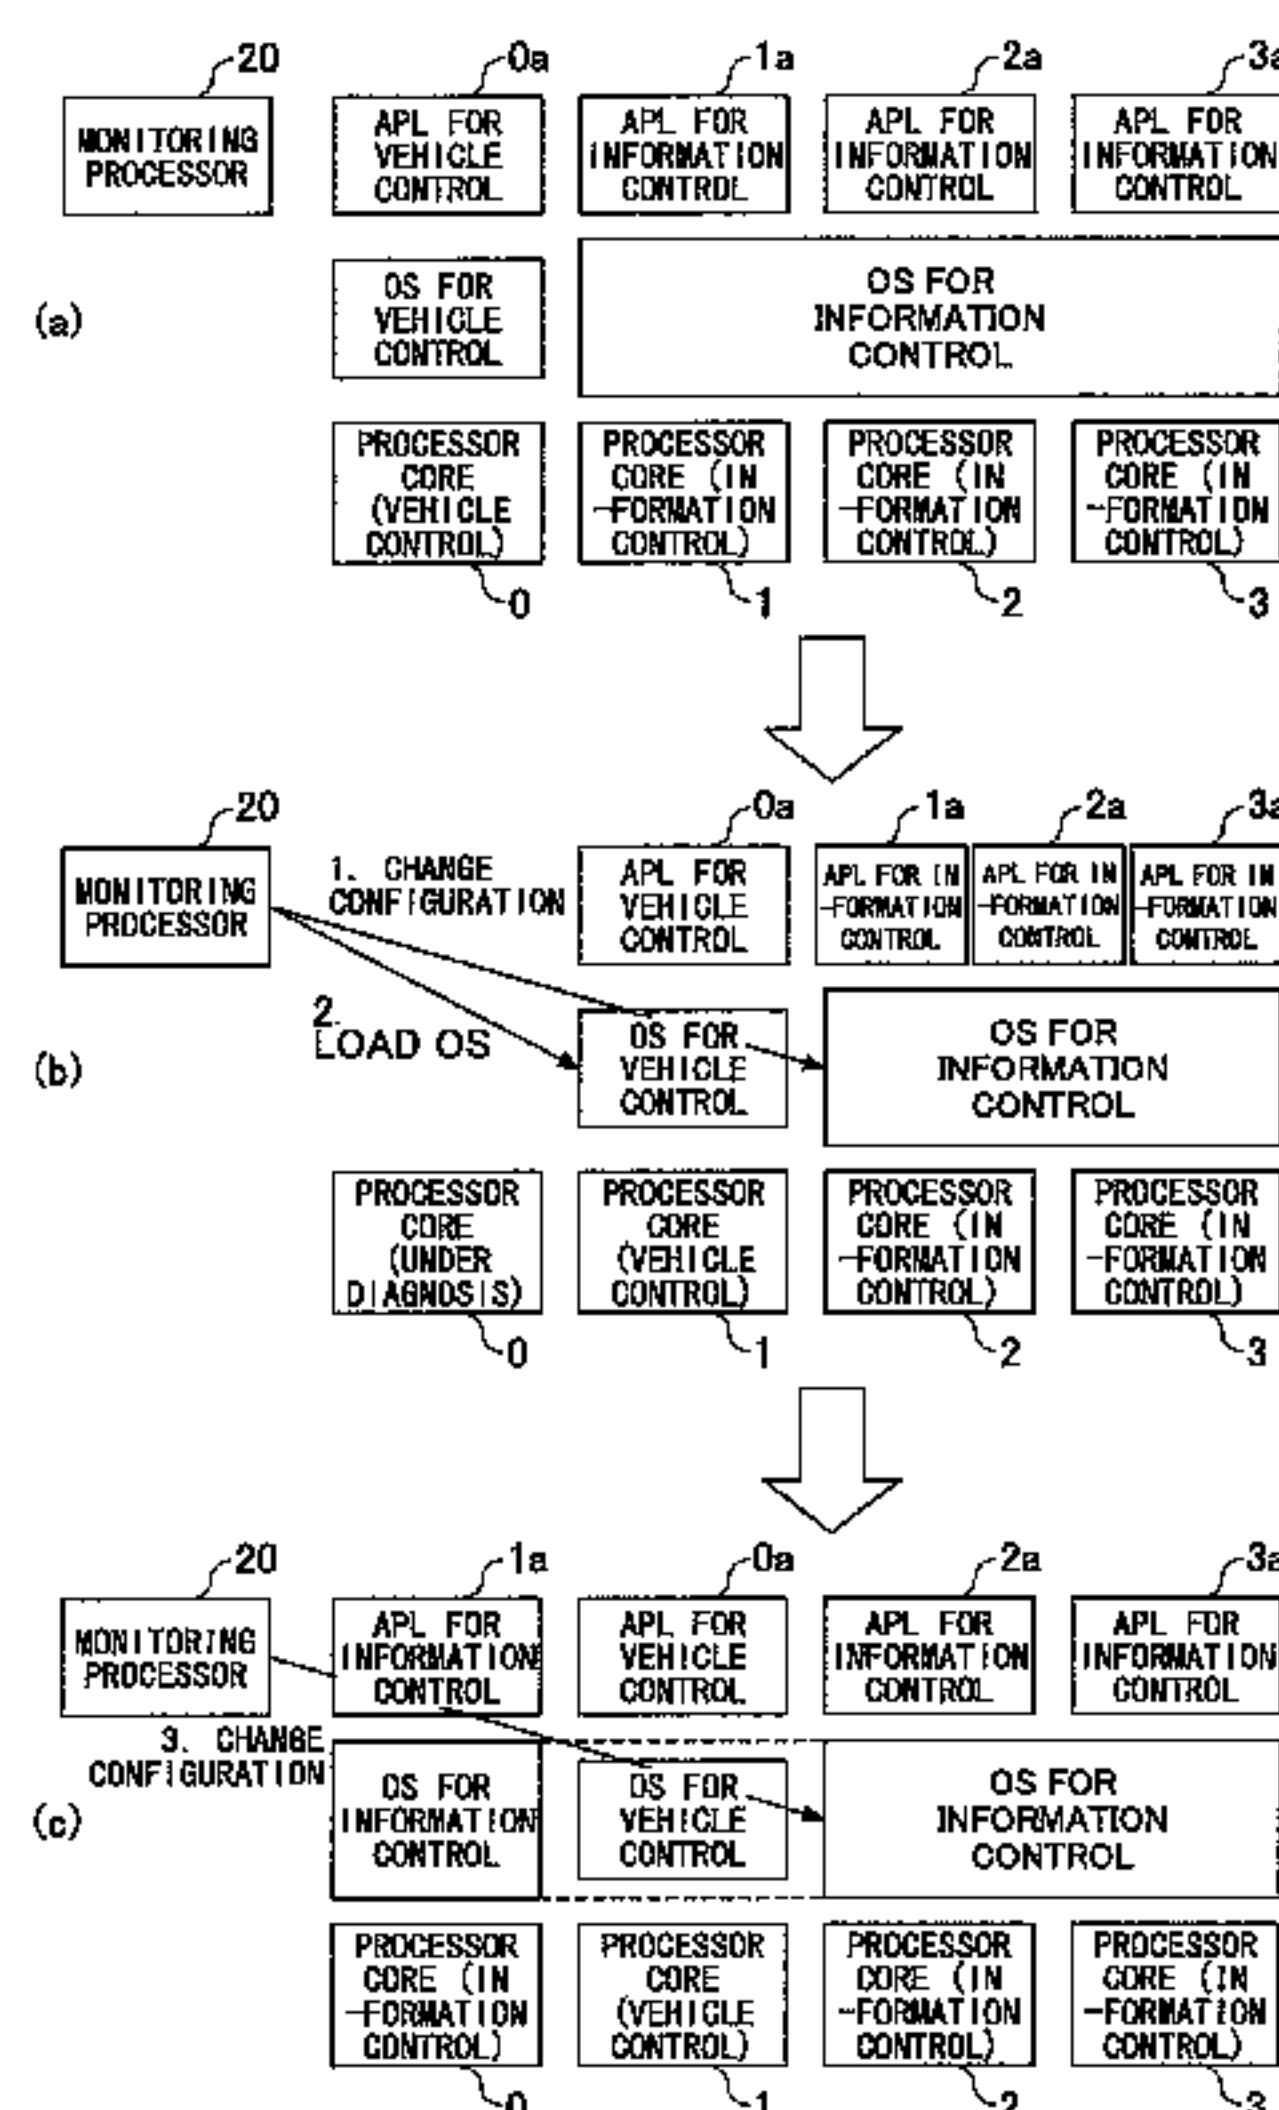 20
0a
1a
2a
3a
MONITORING
PROCESSOR
APL FOR
VEHICLE
CONTROL
APL FOR
INFORMATION
CONTROL
APL FOR
INFORMATION
CONTROL
APL FOR
INFORMATION
CONTROL
(a)
OS FOR
VEHICLE
CONTROL
OS FOR
INFORMATION
CONTROL
PROCESSOR
CORE
(VEHICLE
CONTROL)
PROCESSOR
CORE (IN
-FORMATION
CONTROL)
PROCESSOR
CORE (IN
-FORMATION
CONTROL)
PROCESSOR
CORE (IN
-FORMATION
CONTROL)
0
1
2
3
20
0a
1a
2a
3a
MONITORING
PROCESSOR
1. CHANGE
CONFIGURATION
APL FOR
VEHICLE
CONTROL
APL FOR IN
-FORMATION
CONTROL
APL FOR IN
-FORMATION
CONTROL
APL FOR IN
-FORMATION
CONTROL
2.
LOAD OS
(b)
OS FOR
VEHICLE
CONTROL
OS FOR
INFORMATION
CONTROL
PROCESSOR
CORE
(UNDER
DIAGNOSIS)
PROCESSOR
CORE
(VEHICLE
CONTROL)
PROCESSOR
CORE (IN
-FORMATION
CONTROL)
PROCESSOR
CORE (IN
-FORMATION
CONTROL)
0
1
2
3
20
1a
0a
2a
3a
MONITORING
PROCESSOR
APL FOR
INFORMATION
CONTROL
APL FOR
VEHICLE
CONTROL
APL FOR
INFORMATION
CONTROL
APL FOR
INFORMATION
CONTROL
3. CHANGE
CONFIGURATION
(c)
OS FOR
INFORMATION
CONTROL
OS FOR
VEHICLE
CONTROL
OS FOR
INFORMATION
CONTROL
PROCESSOR
CORE (IN
-FORMATION
CONTROL)
PROCESSOR
CORE
(VEHICLE
CONTROL)
PROCESSOR
CORE (IN
-FORMATION
CONTROL)
PROCESSOR
CORE (IN
-FORMATION
CONTROL)
0
1
2
3